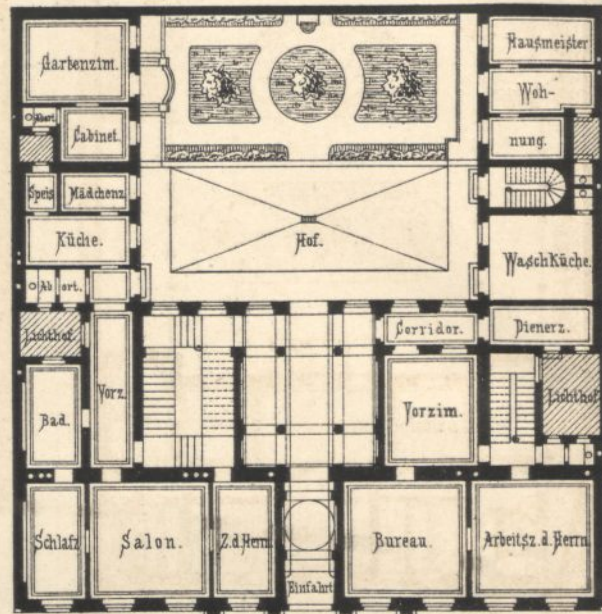 Gartenzim.
Hausmeister
Woh-
Abort
Cabinet.
nung.
Speis
Mädchenz.
Küche.
Hof.
Waschküche.
Ab ort.
Lichthof.
Corridor.
Dienerz.
Vorz.
Vorzim.
Lichthof
Bad.
Schlafz
Salon.
Z. d. Herrn
Bureau.
Arbeitsz. d. Herrn
Einfahrt